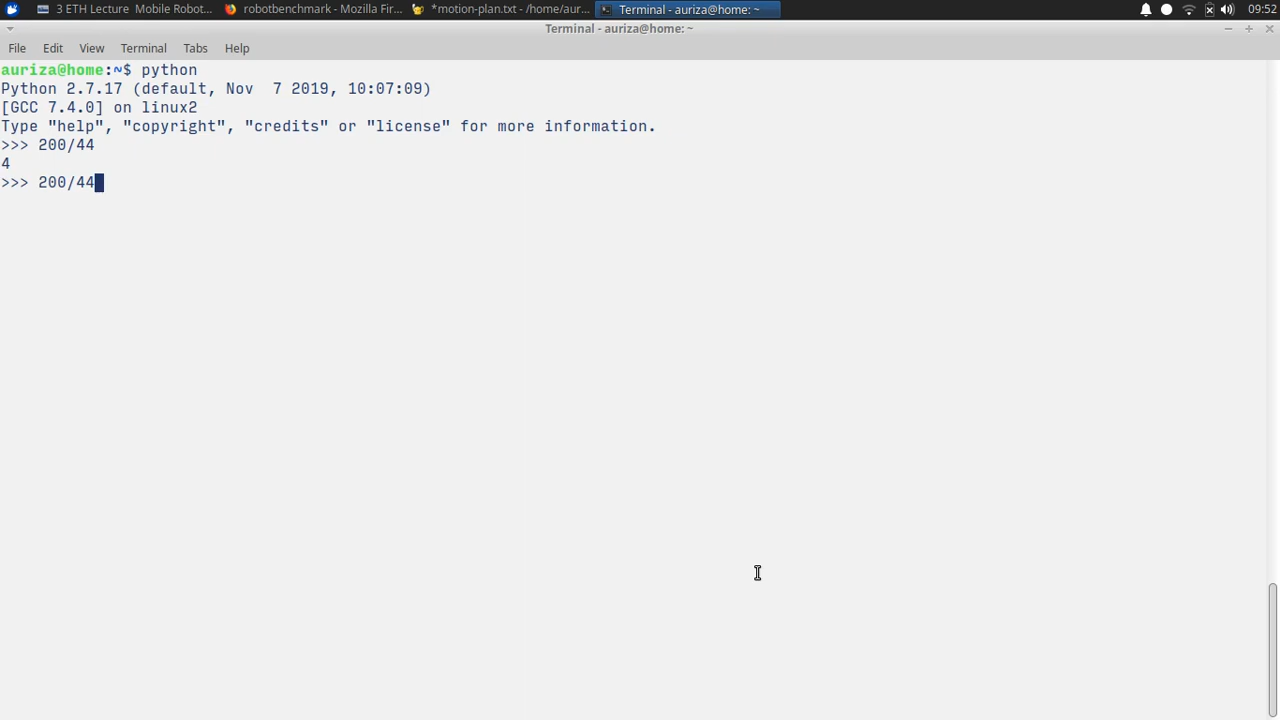 3 ETH Lecture  Mobile Robot... robotbenchmark - Mozilla Fir... *motion-plan.txt - /home/aur... Terminal - auriza@home: ~ 09:52
Terminal - auriza@home: ~
File Edit View Terminal Tabs Help
auriza@home:~$ python
Python 2.7.17 (default, Nov  7 2019, 10:07:09)
[GCC 7.4.0] on linux2
Type "help", "copyright", "credits" or "license" for more information.
>>> 200/44
4
>>> 200/44